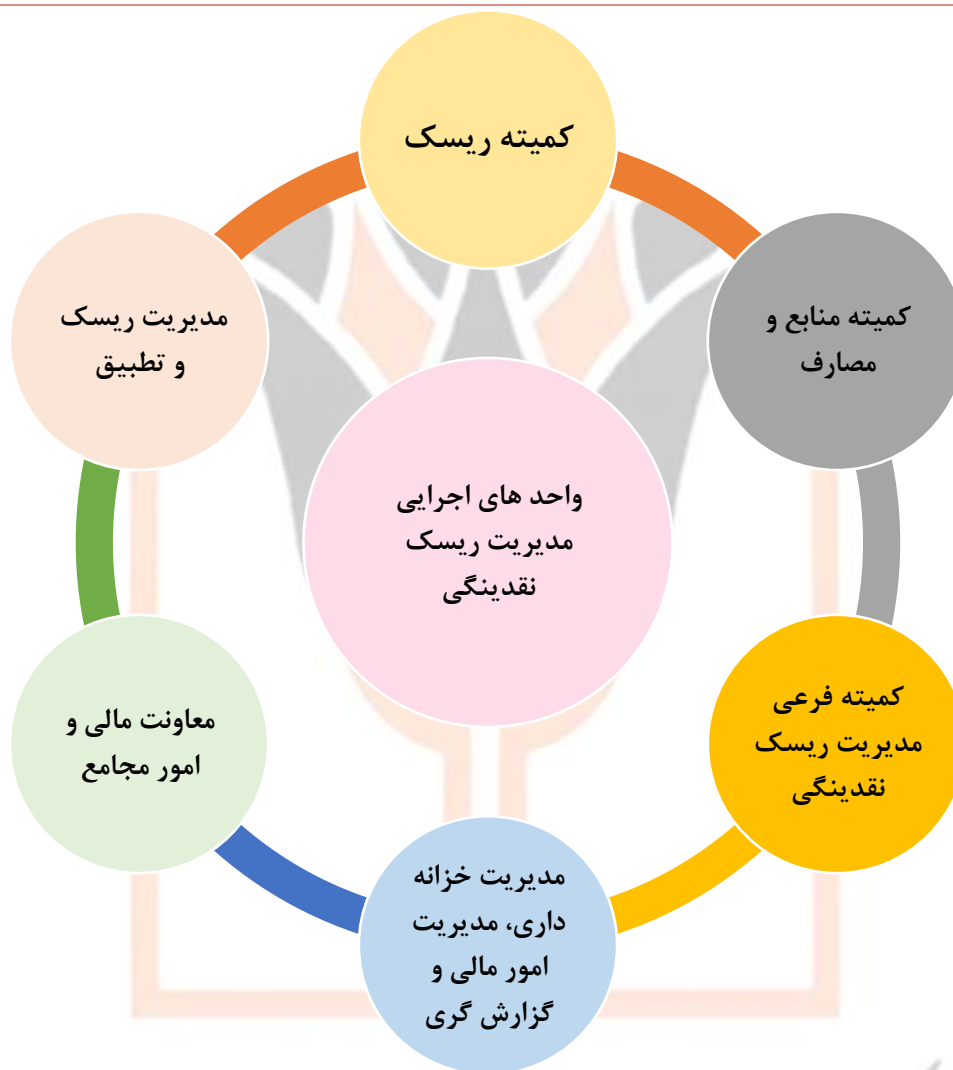 کمیته ریسک
کمیته منابع و
مصارف
کمیته فرعی
مدیریت ریسک
نقدینگی
مدیریت خزانه
داری، مدیریت
امور مالی و
گزارش گری
معاونت مالی و
امور مجامع
مدیریت ریسک
و تطبیق
واحد های اجرایی
مدیریت ریسک
نقدینگی